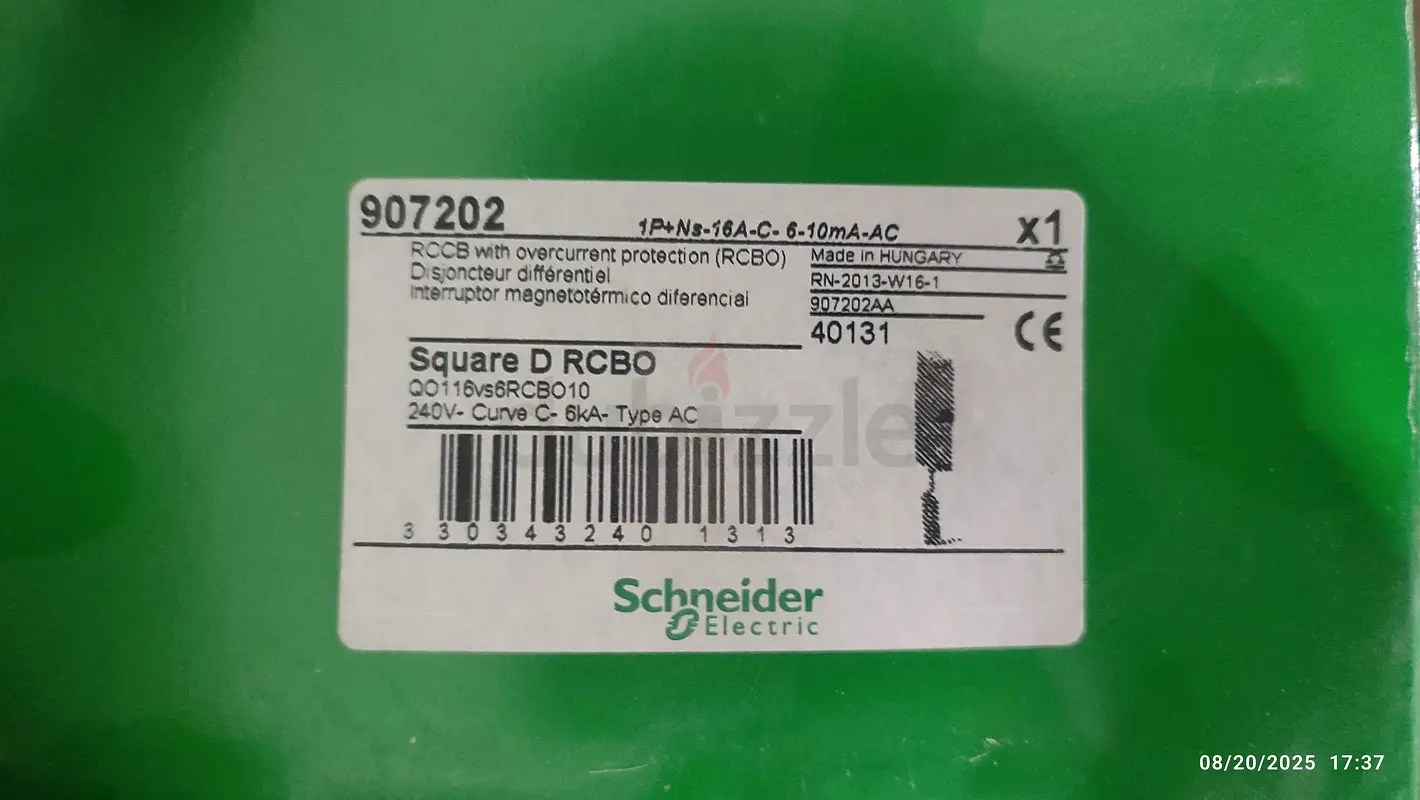 907202
1P+Ns-16A-C- 6-10mA-AC
x1
RCCB with overcurrent protection (RCBO)
Disjoncteur différentiel
Interruptor magnetotérmico diferencial
Made in HUNGARY
RN-2013-W16-1
907202AA
40131
CE
Square D RCBO
QO116vs6RCBO10
240V- Curve C- 6kA- Type AC
dubizzle
3 303432 401313
Schneider
Electric
08/20/2025 17:37